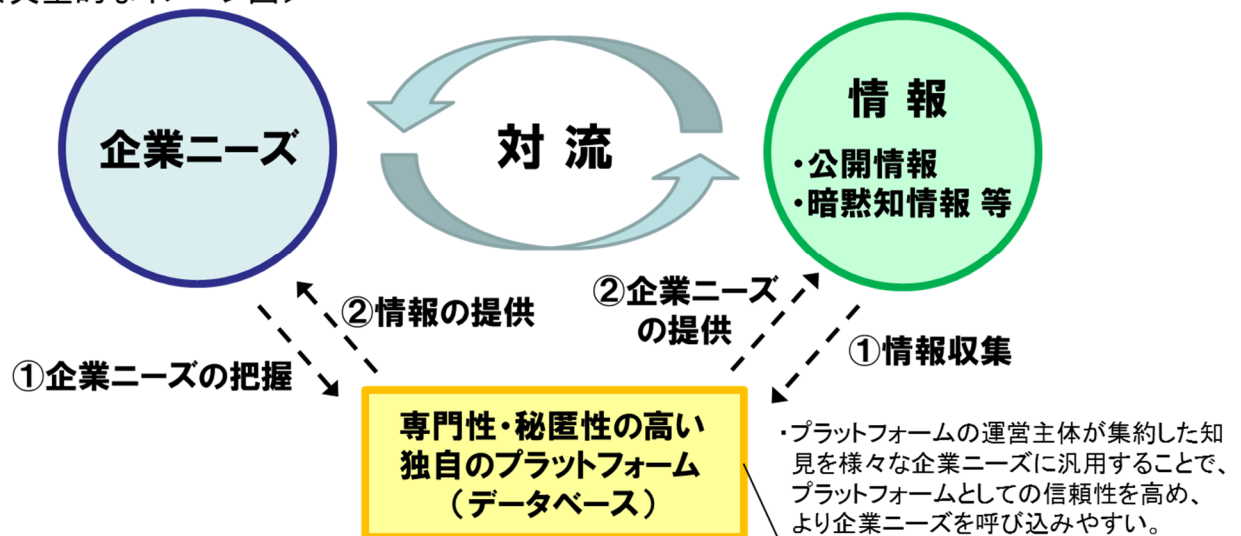 企業ニーズ
対 流
情 報
・公開情報
・暗黙知情報 等
②情報の提供
②企業ニーズ
の提供
①企業ニーズの把握
①情報収集
専門性・秘匿性の高い
独自のプラットフォーム
（データベース）
・プラットフォームの運営主体が集約した知
見を様々な企業ニーズに汎用することで、
プラットフォームとしての信頼性を高め、
より企業ニーズを呼び込みやすい。